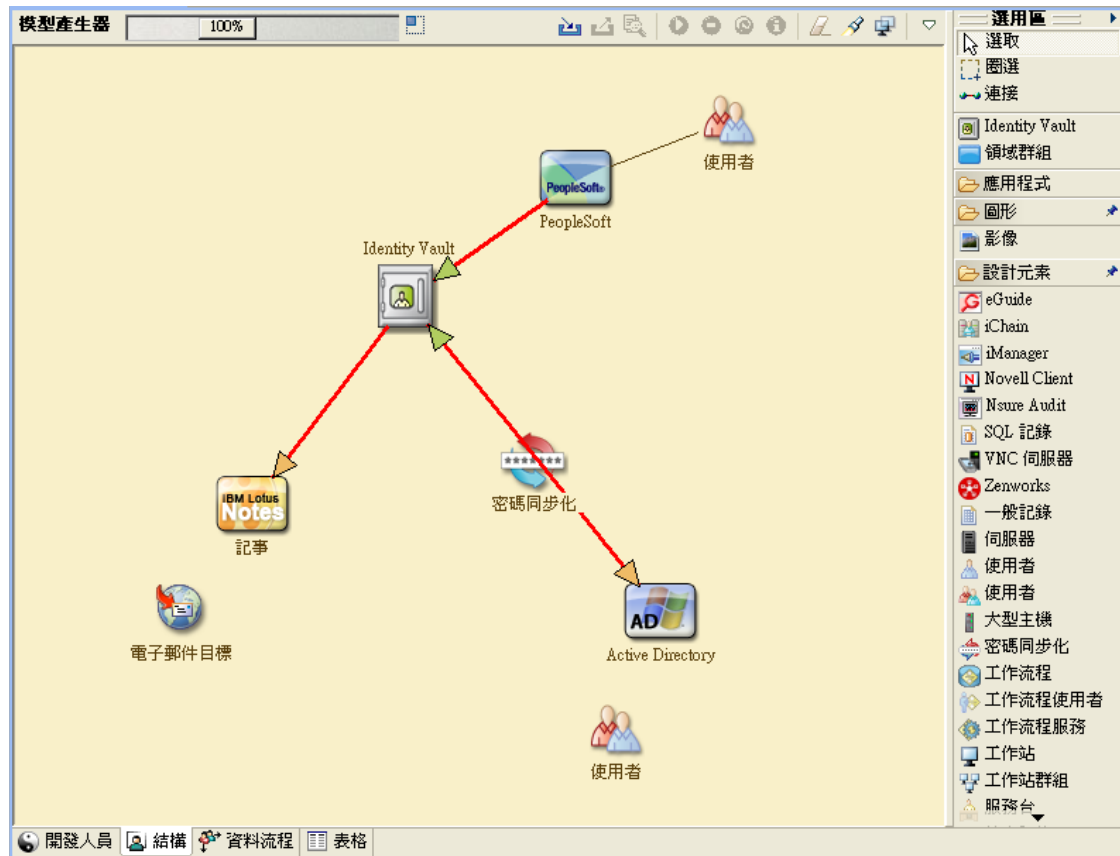 模型產生器
100%
使用者
PeopleSoft®
PeopleSoft
Identity Vault
*******
密碼同步化
IBM Lotus
Notes
記事
電子郵件目標
AD
Active Directory
使用者
選用區
選取
圈選
連接
Identity Vault
領域群組
應用程式
圖形
影像
設計元素
eGuide
iChain
iManager
Novell Client
Nsure Audit
SQL 記錄
VNC 伺服器
Zenworks
一般記錄
伺服器
使用者
使用者
大型主機
密碼同步化
工作流程
工作流程使用者
工作流程服務
工作站
工作站群組
服務台
開發人員
結構
資料流程
表格